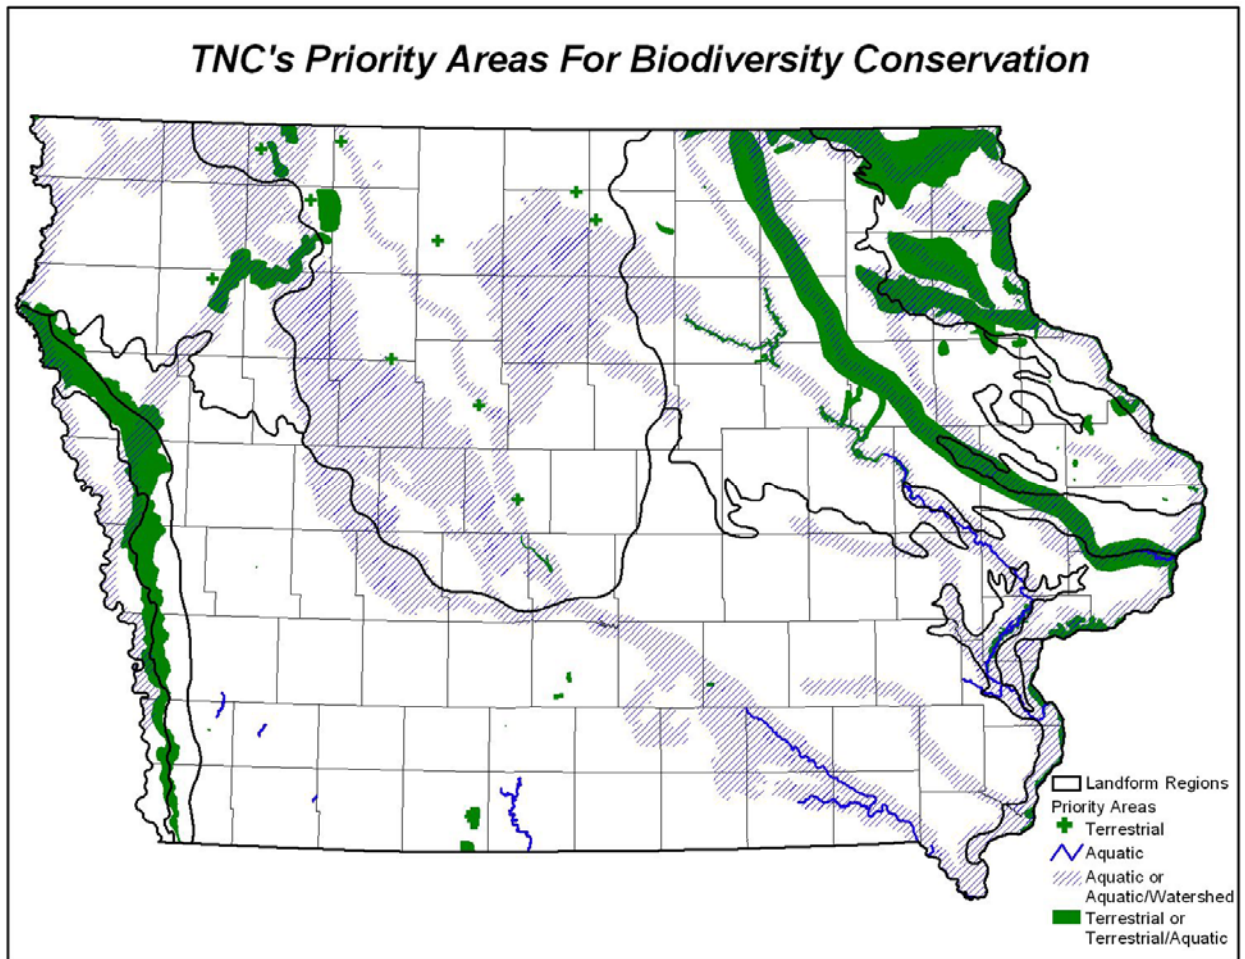 TNC's Priority Areas For Biodiversity Conservation
Landform Regions
Priority Areas
Terrestrial
Aquatic
Aquatic or
Aquatic/Watershed
Terrestrial or
Terrestrial/Aquatic